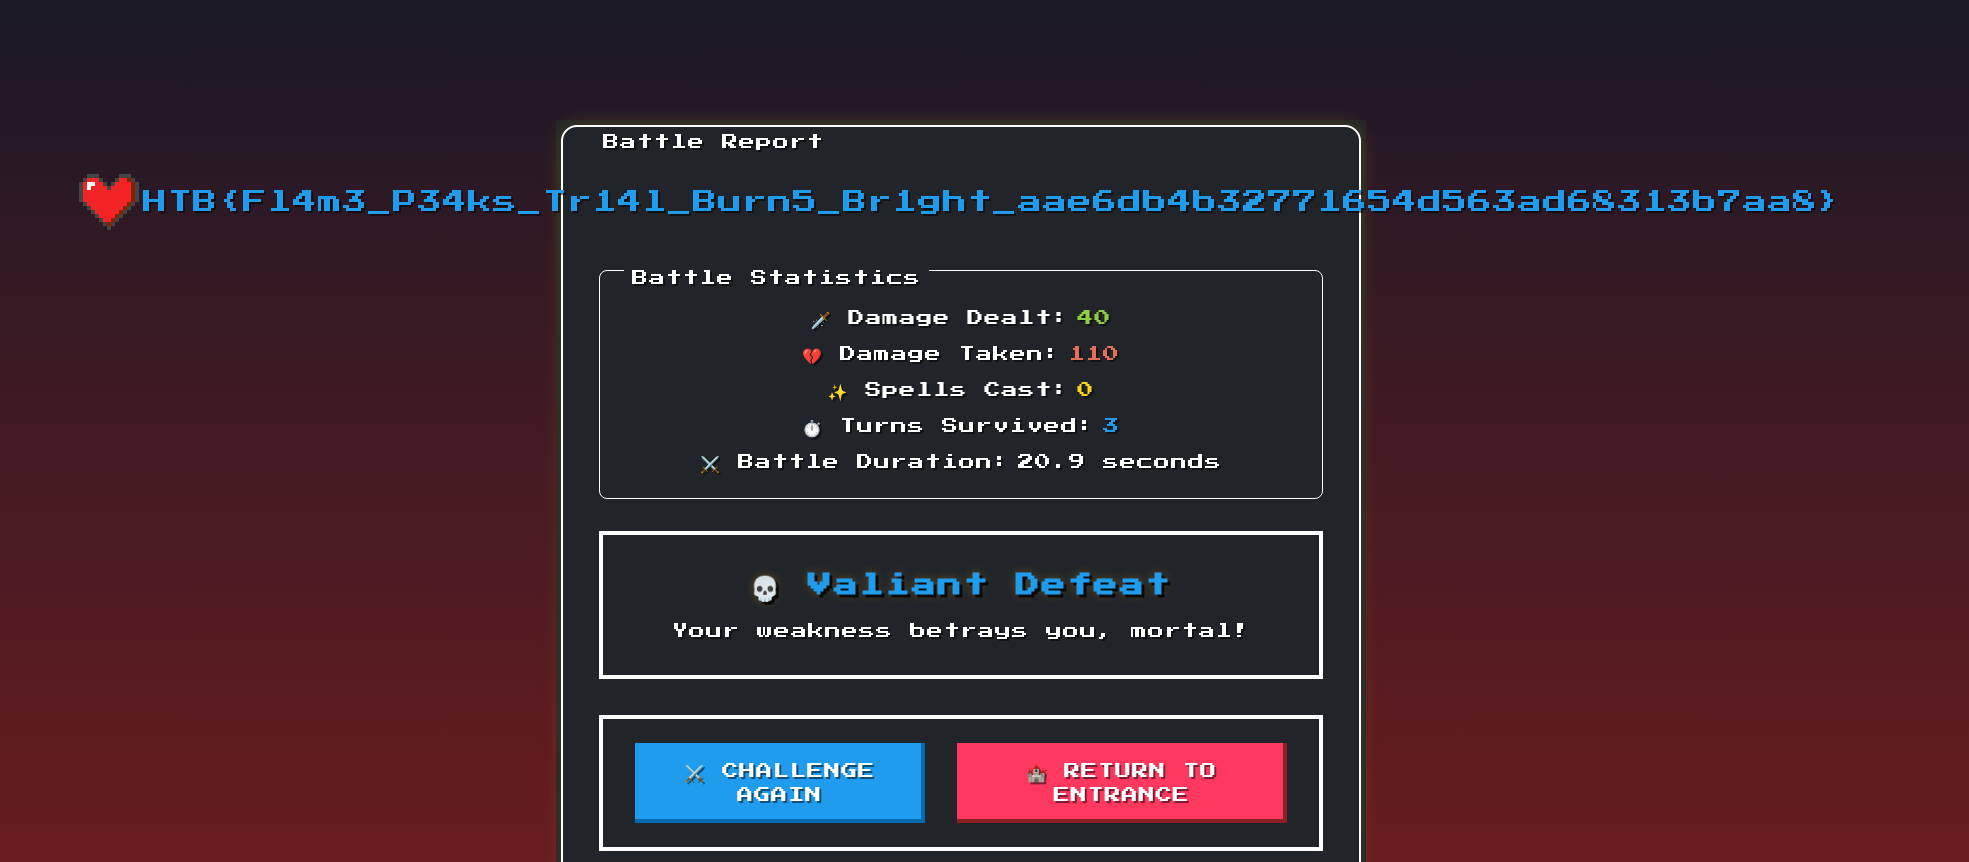 Battle Report
HTB{Fl4m3_P34ks_Tr14l_Burn5_Br1ght_aae6db4b32771654d563ad68313b7aa8}
Battle Statistics
Damage Dealt: 40
Damage Taken: 110
Spells Cast: 0
Turns Survived: 3
Battle Duration: 20.9 seconds
Valiant Defeat
Your weakness betrays you, mortal!
CHALLENGE
AGAIN
RETURN TO
ENTRANCE